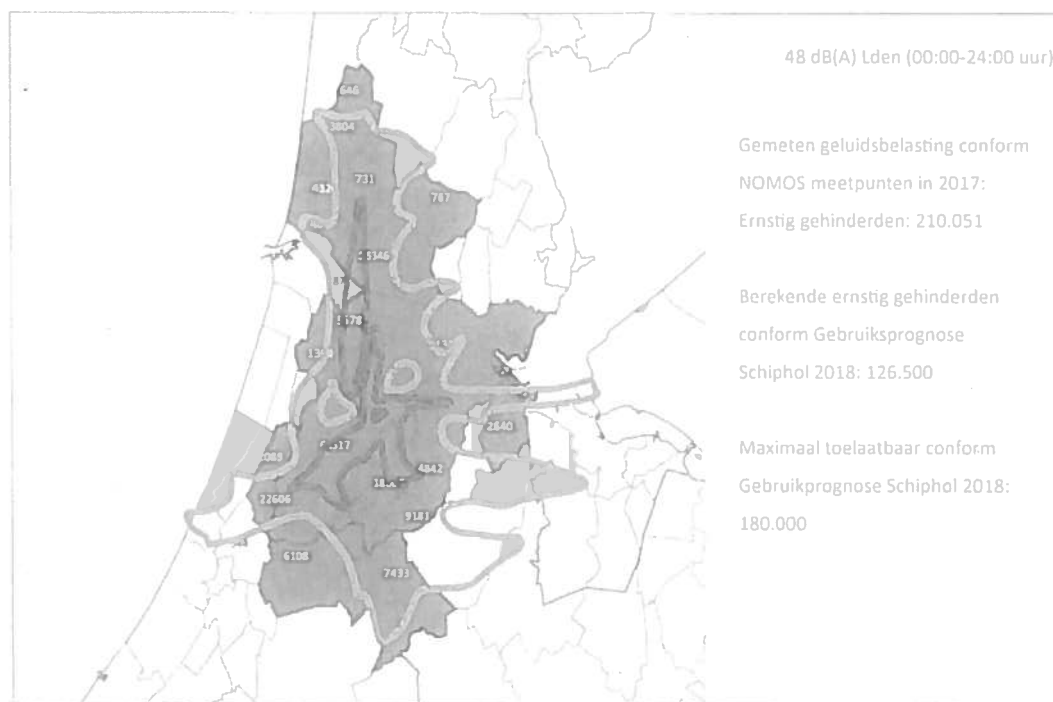 48 dB(A) Lden (00:00-24:00 uur)
646
3804
731
787
Gemeten geluidsbelasting conform
NOMOS meetpunten in 2017:
Ernstig gehinderden: 210.051
Berekende ernstig gehinderden
conform Gebruiksprognose
Schiphol 2018: 126.500
2840
4842
22606
9181
6108
7433
Maximaal toelaatbaar conform
Gebruikprognose Schiphol 2018:
180.000